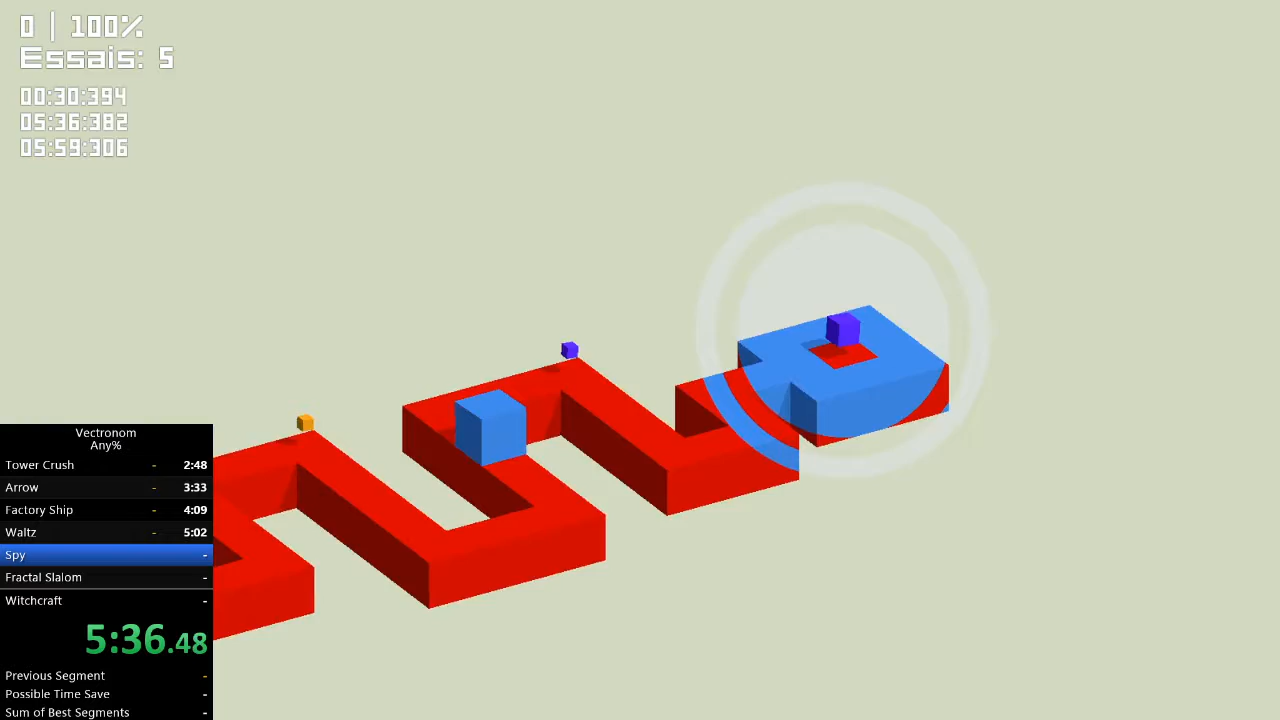 0 | 100%
Essais: 5
00:30:394
05:36:382
05:59:306
Vectronom
Any%
Tower Crush - 2:48
Arrow - 3:33
Factory Ship - 4:09
Waltz - 5:02
Spy -
Fractal Slalom -
Witchcraft -
5:36.48
Previous Segment -
Possible Time Save -
Sum of Best Segments -